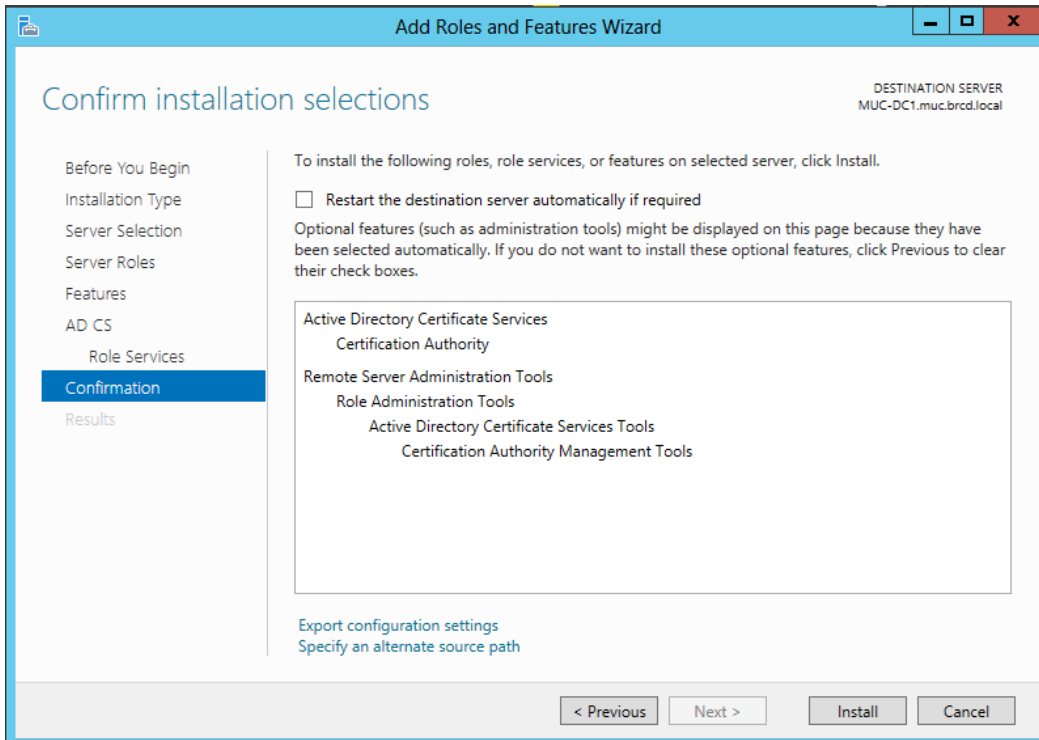 Add Roles and Features Wizard
Confirm installation selections
DESTINATION SERVER
MUC-DC1.muc.brcd.local
Before You Begin
Installation Type
Server Selection
Server Roles
Features
AD CS
Role Services
Confirmation
Results
To install the following roles, role services, or features on selected server, click Install.
Restart the destination server automatically if required
Optional features (such as administration tools) might be displayed on this page because they have
been selected automatically. If you do not want to install these optional features, click Previous to clear
their check boxes.
Active Directory Certificate Services
Certification Authority
Remote Server Administration Tools
Role Administration Tools
Active Directory Certificate Services Tools
Certification Authority Management Tools
Export configuration settings
Specify an alternate source path
< Previous
Next >
Install
Cancel